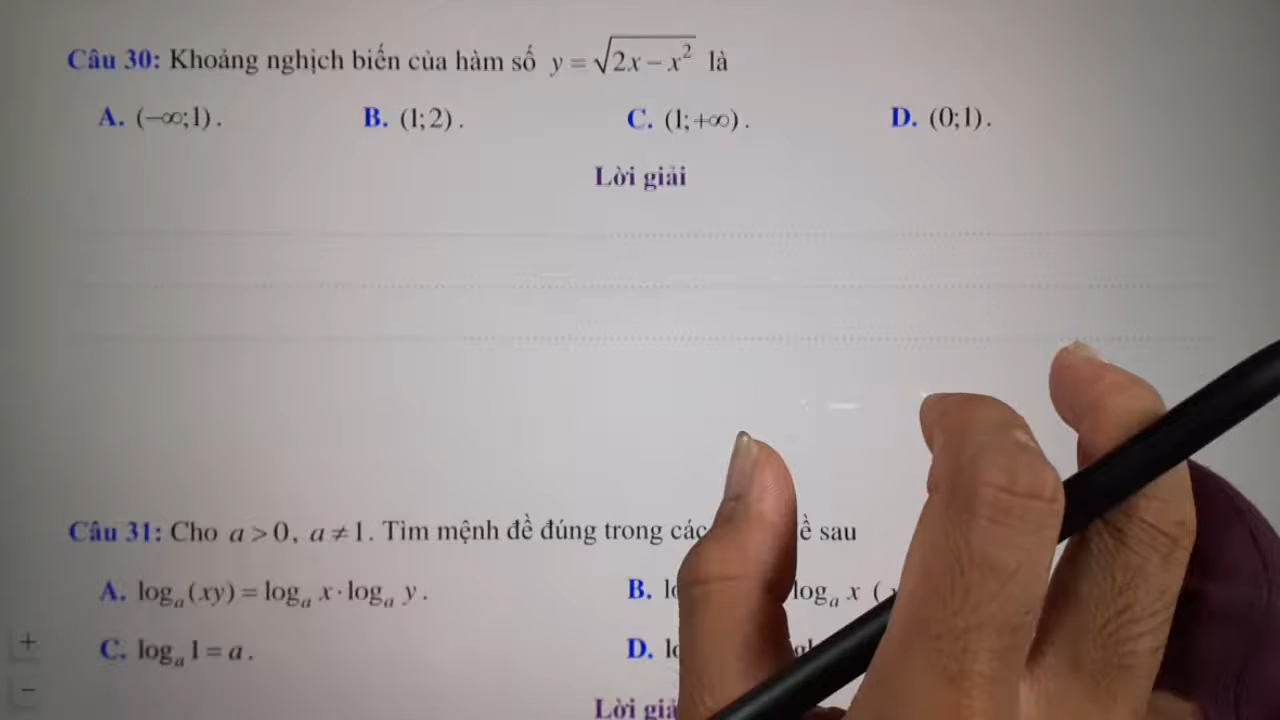 Câu 30: Khoảng nghịch biến của hàm số y = √(2x − x²) là
A. (−∞;1). B. (1;2). C. (1;+∞). D. (0;1).
Lời giải
Câu 31: Cho a > 0, a ≠ 1. Tìm mệnh đề đúng trong các ề sau
A. logₐ(xy) = logₐ x · logₐ y. B. logₐ x (
C. logₐ 1 = a. D.
Lời giả
+
−